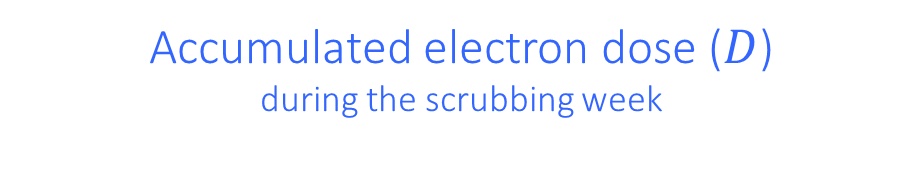 Accumulated electron dose (𝐷)
during the scrubbing week